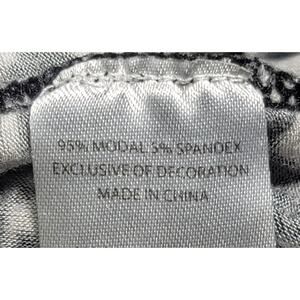 95% MODAL 5% SPANDEX
EXCLUSIVE OF DECORATION
MADE IN CHINA